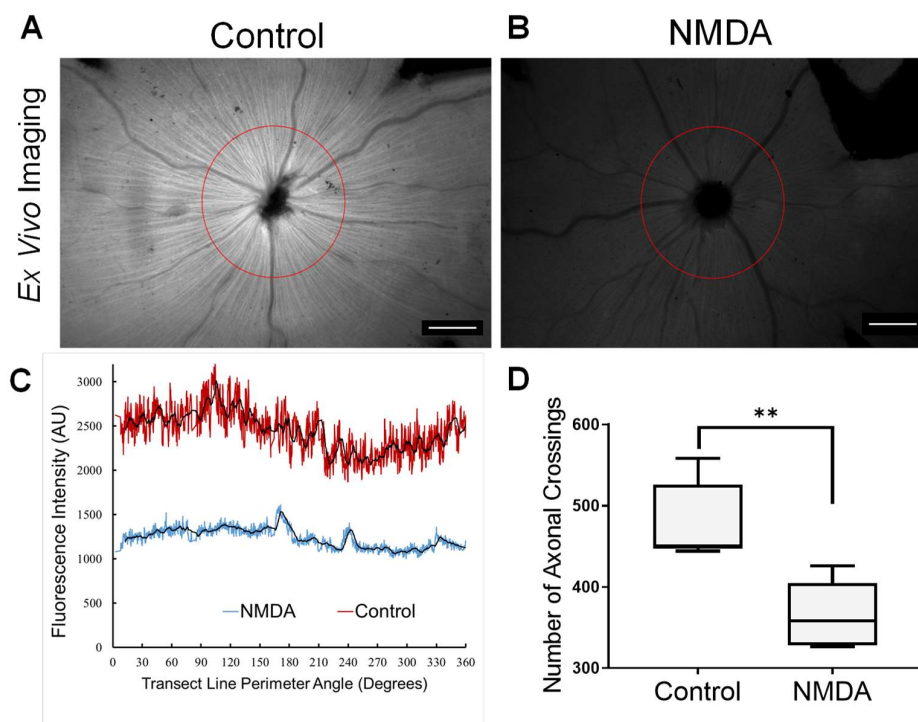 A
Control
B
NMDA
Ex Vivo Imaging
C
Fluorescence Intensity (AU)
3000
2500
2000
1500
1000
500
0
NMDA
Control
0 30 60 90 120 150 180 210 240 270 300 330 360
Transect Line Perimeter Angle (Degrees)
D
Number of Axonal Crossings
600
500
400
300
**
Control
NMDA